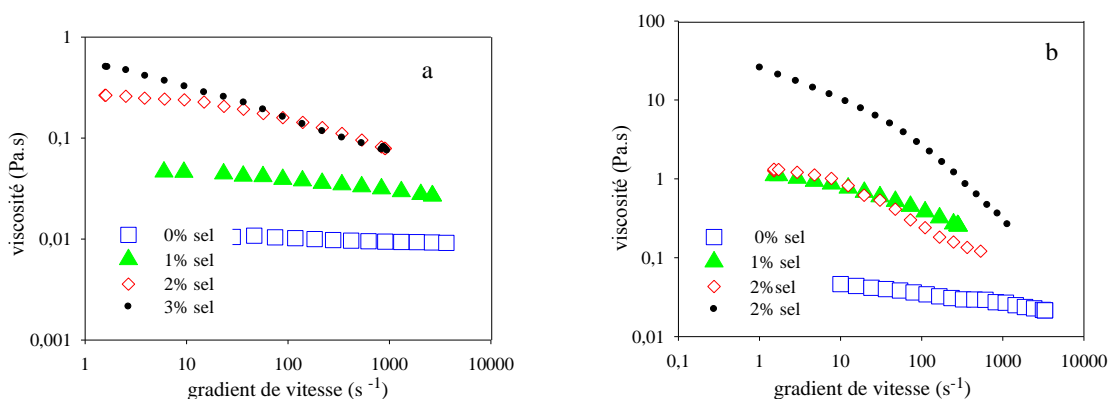 1
0,1
0,01
0,001
viscosité (Pa.s)
a
0% sel
1% sel
2% sel
3% sel
1 10 100 1000 10000
gradient de vitesse (s -1)
100
10
1
0,1
0,01
viscosité (Pa.s)
b
0% sel
1% sel
2%sel
2% sel
0,1 1 10 100 1000 10000
gradient de vitesse (s -1)